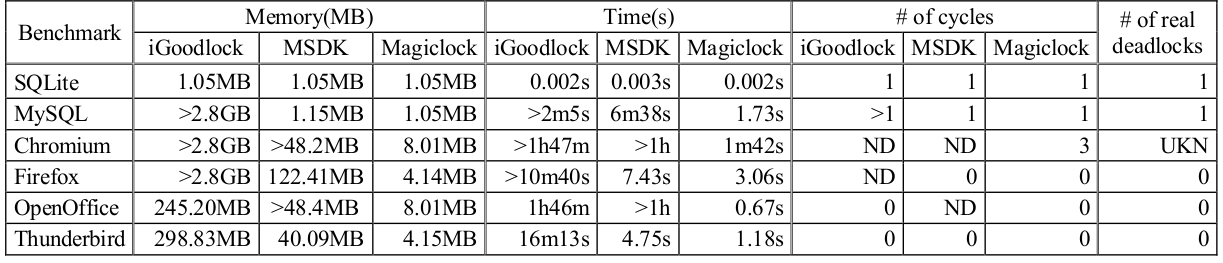 Benchmark Memory(MB) Time(s) # of cycles # of real deadlocks
iGoodlock MSDK Magiclock iGoodlock MSDK Magiclock iGoodlock MSDK Magiclock
SQLite 1.05MB 1.05MB 1.05MB 0.002s 0.003s 0.002s 1 1 1 1
MySQL >2.8GB 1.15MB 1.05MB >2m5s 6m38s 1.73s >1 1 1 1
Chromium >2.8GB >48.2MB 8.01MB >1h47m >1h 1m42s ND ND 3 UKN
Firefox >2.8GB 122.41MB 4.14MB >10m40s 7.43s 3.06s ND 0 0 0
OpenOffice 245.20MB >48.4MB 8.01MB 1h46m >1h 0.67s 0 ND 0 0
Thunderbird 298.83MB 40.09MB 4.15MB 16m13s 4.75s 1.18s 0 0 0 0